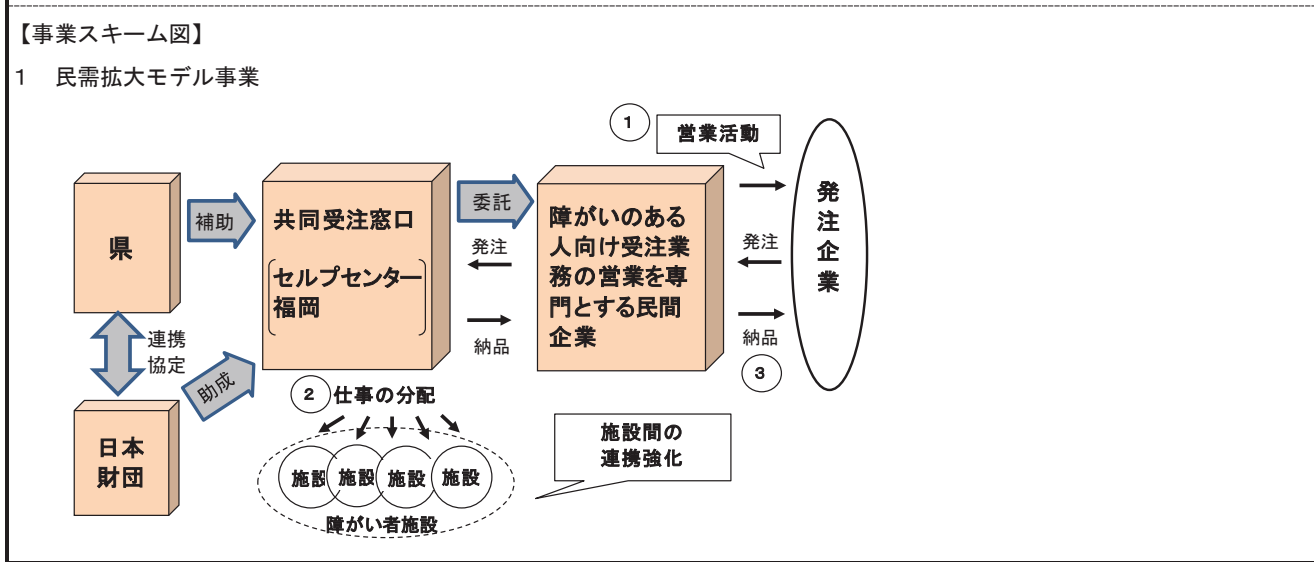 【事業スキーム図】
1 民需拡大モデル事業
1
営業活動
県
補助
共同受注窓口
セルプセンター
福岡
委託
発注
納品
障がいのある
人向け受注業
務の営業を専
門とする民間
企業
発注
納品
3
発注企業
連携
協定
助成
日本
財団
2
仕事の分配
施設
施設
施設
施設
障がい者施設
施設間の
連携強化